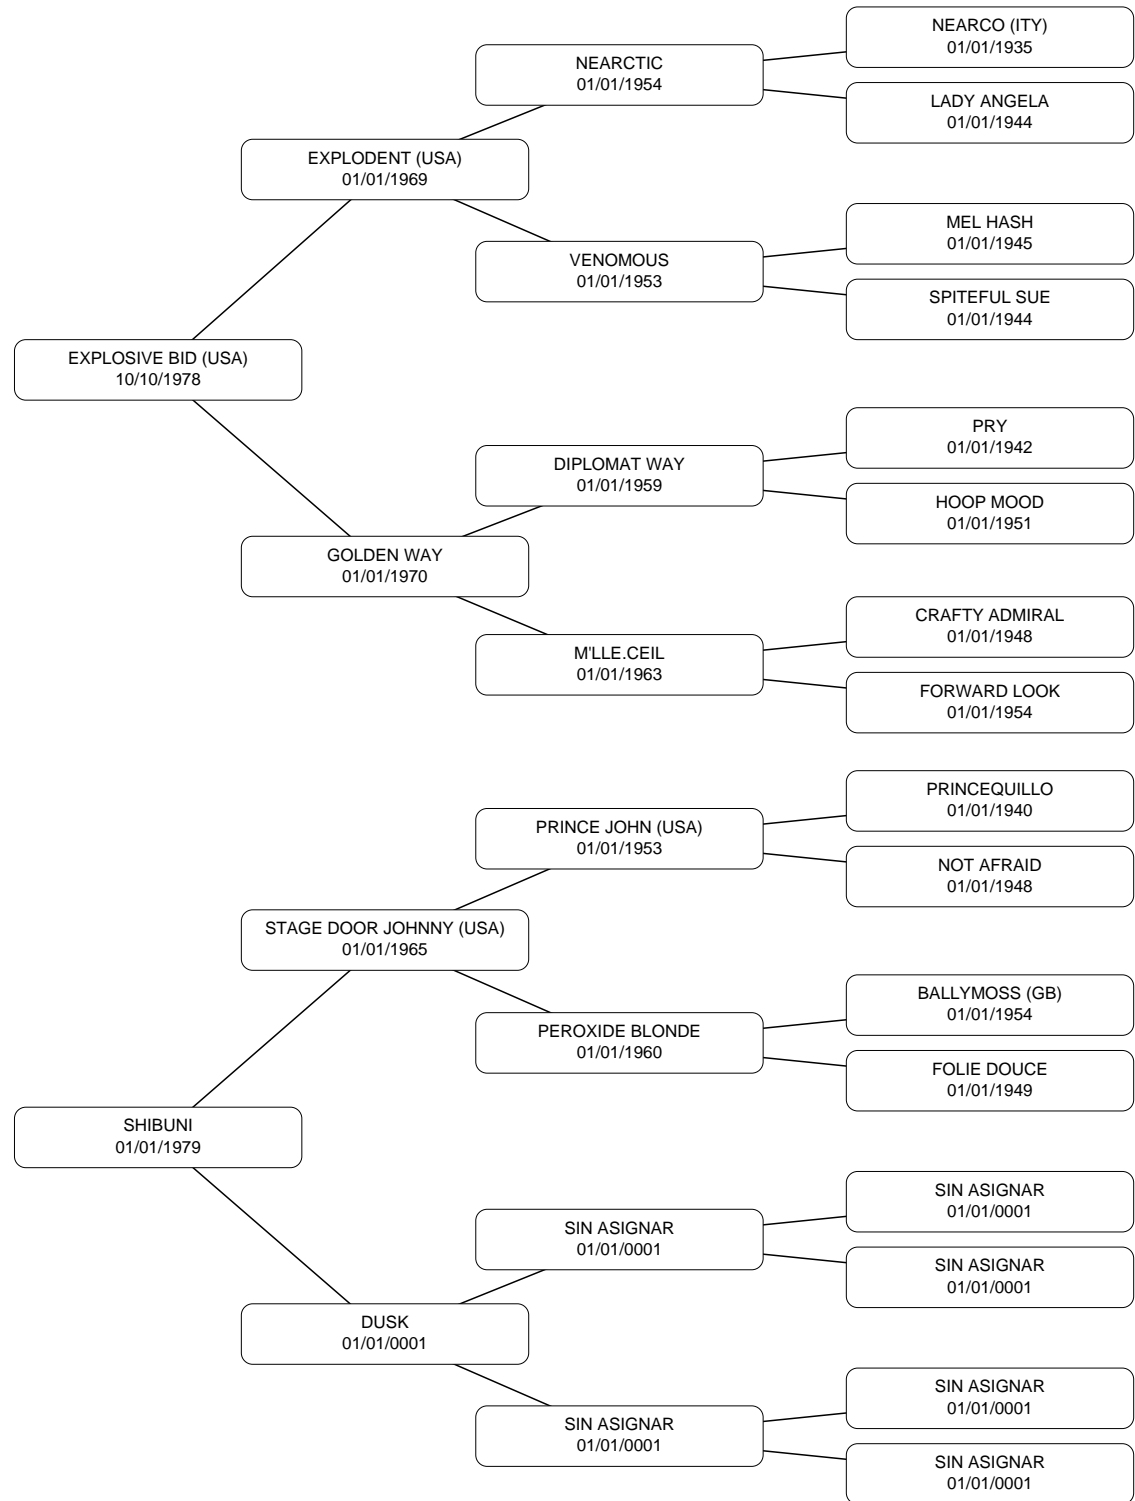 NEARCO (ITY)
01/01/1935
NEARCTIC
01/01/1954
LADY ANGELA
01/01/1944
EXPLODENT (USA)
01/01/1969
MEL HASH
01/01/1945
VENOMOUS
01/01/1953
SPITEFUL SUE
01/01/1944
EXPLOSIVE BID (USA)
10/10/1978
PRY
01/01/1942
DIPLOMAT WAY
01/01/1959
HOOP MOOD
01/01/1951
GOLDEN WAY
01/01/1970
CRAFTY ADMIRAL
01/01/1948
M'LLE.CEIL
01/01/1963
FORWARD LOOK
01/01/1954
PRINCEQUILLO
01/01/1940
PRINCE JOHN (USA)
01/01/1953
NOT AFRAID
01/01/1948
STAGE DOOR JOHNNY (USA)
01/01/1965
BALLYMOSS (GB)
01/01/1954
PEROXIDE BLONDE
01/01/1960
FOLIE DOUCE
01/01/1949
SHIBUNI
01/01/1979
SIN ASIGNAR
01/01/0001
SIN ASIGNAR
01/01/0001
SIN ASIGNAR
01/01/0001
DUSK
01/01/0001
SIN ASIGNAR
01/01/0001
SIN ASIGNAR
01/01/0001
SIN ASIGNAR
01/01/0001